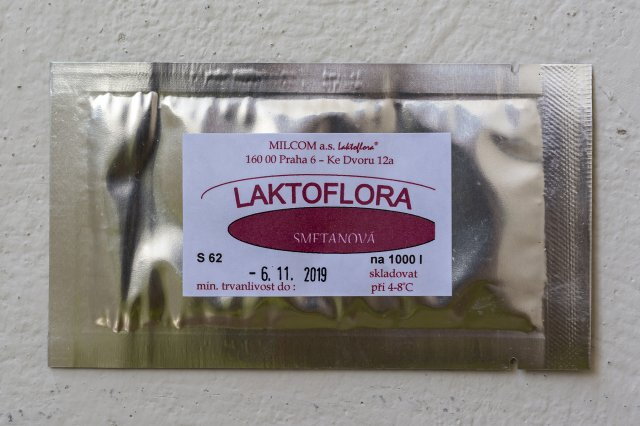 MILCOM a.s. Laktoflora®
160 00 Praha 6 – Ke Dvoru 12a
LAKTOFLORA
SMETANOVÁ
S 62
na 1000 l
- 6. 11. 2019
skladovat
min. trvanlivost do :
při 4-8°C